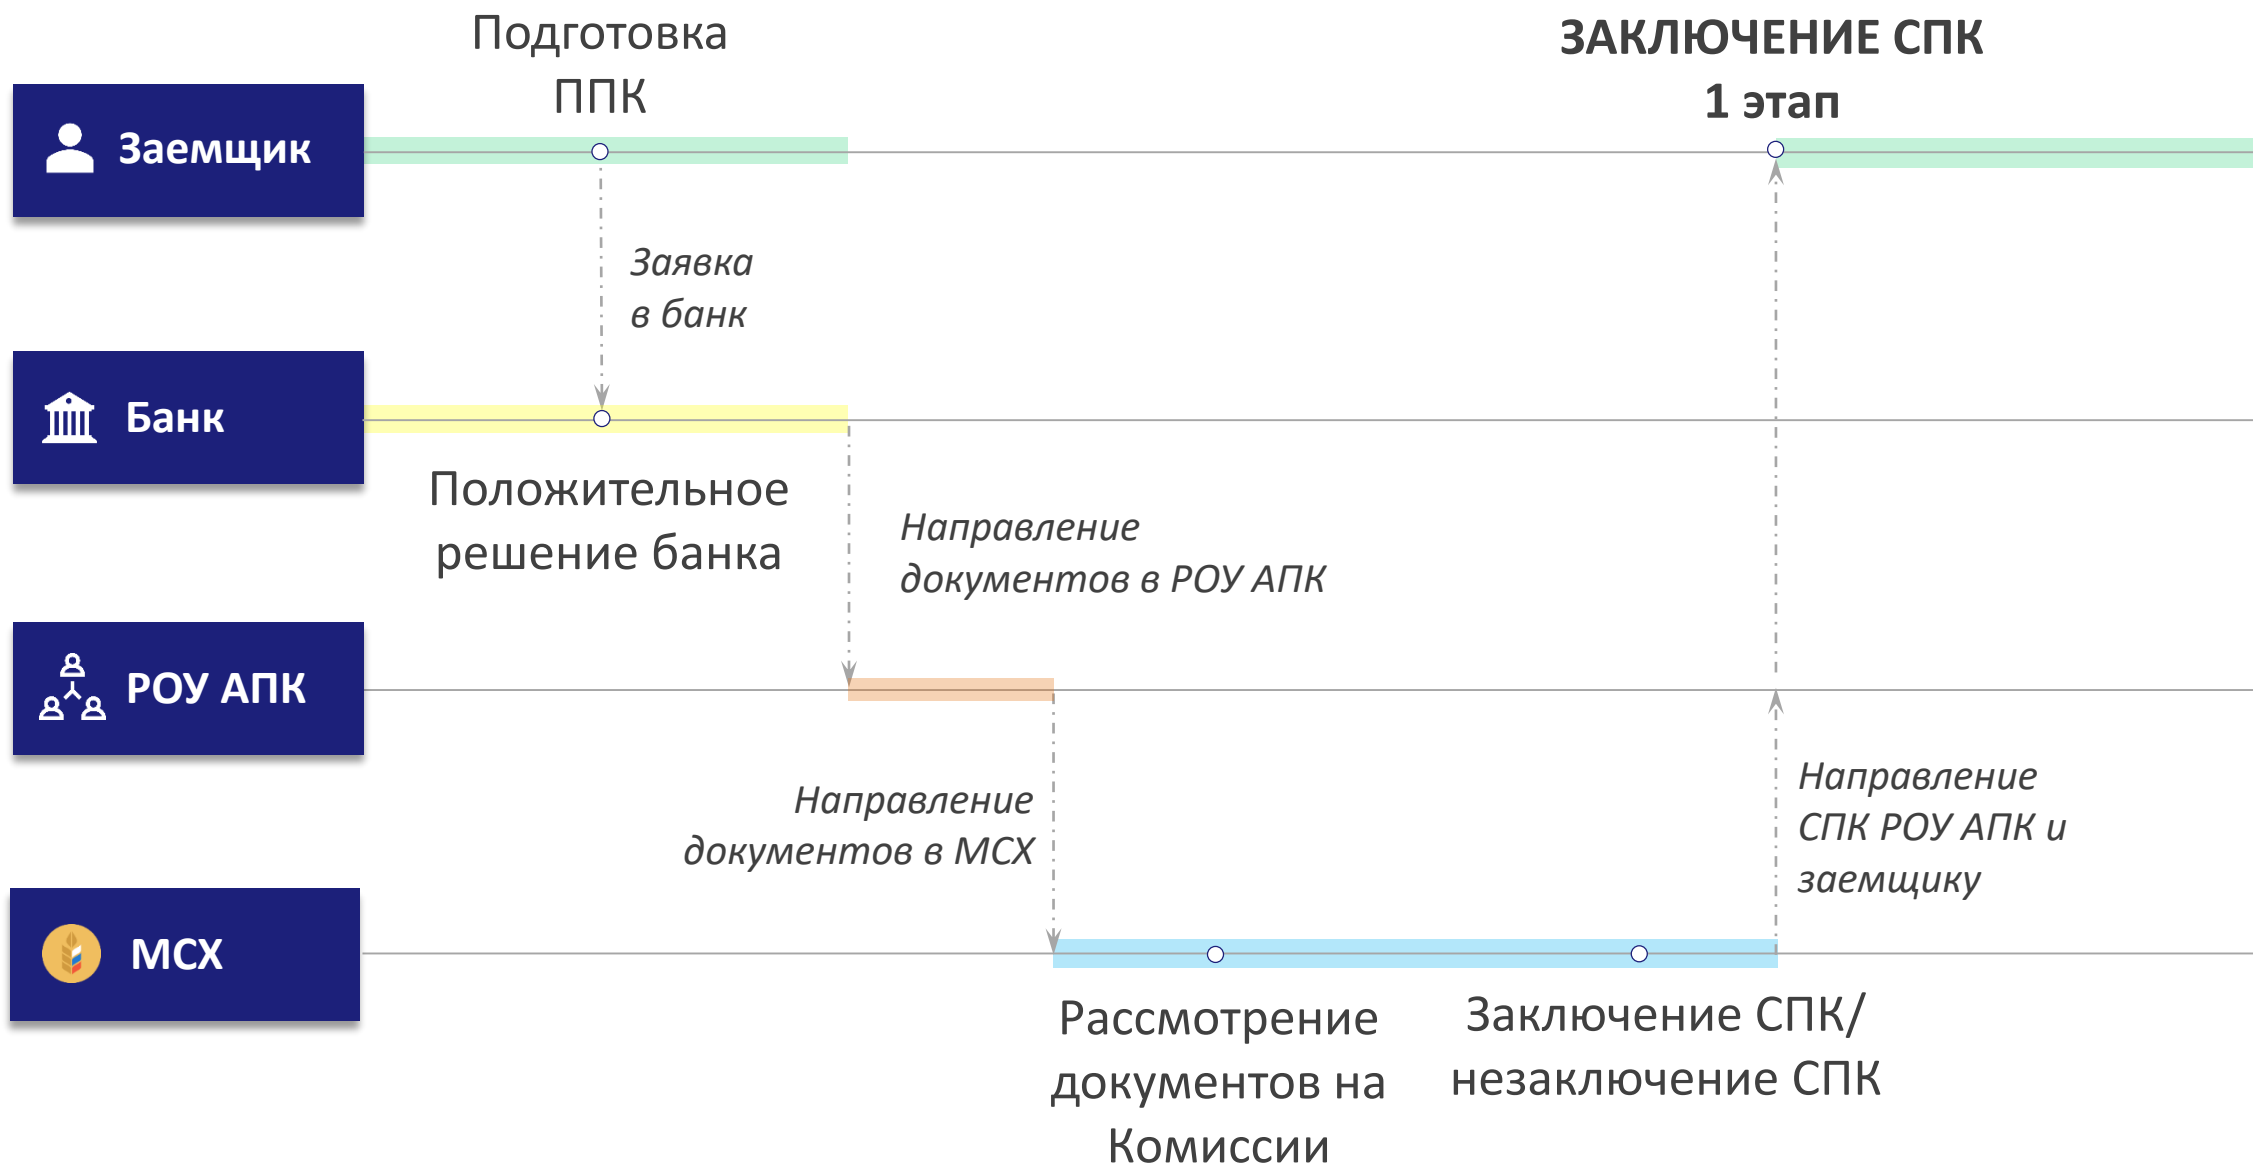 Подготовка
ППК
ЗАКЛЮЧЕНИЕ СПК
1 этап
Заемщик
Заявка
в банк
Банк
Положительное
решение банка
Направление
документов в РОУ АПК
РОУ АПК
Направление
документов в МСХ
Направление
СПК РОУ АПК и
заемщику
МСХ
Рассмотрение
документов на
Комиссии
Заключение СПК/
незаключение СПК